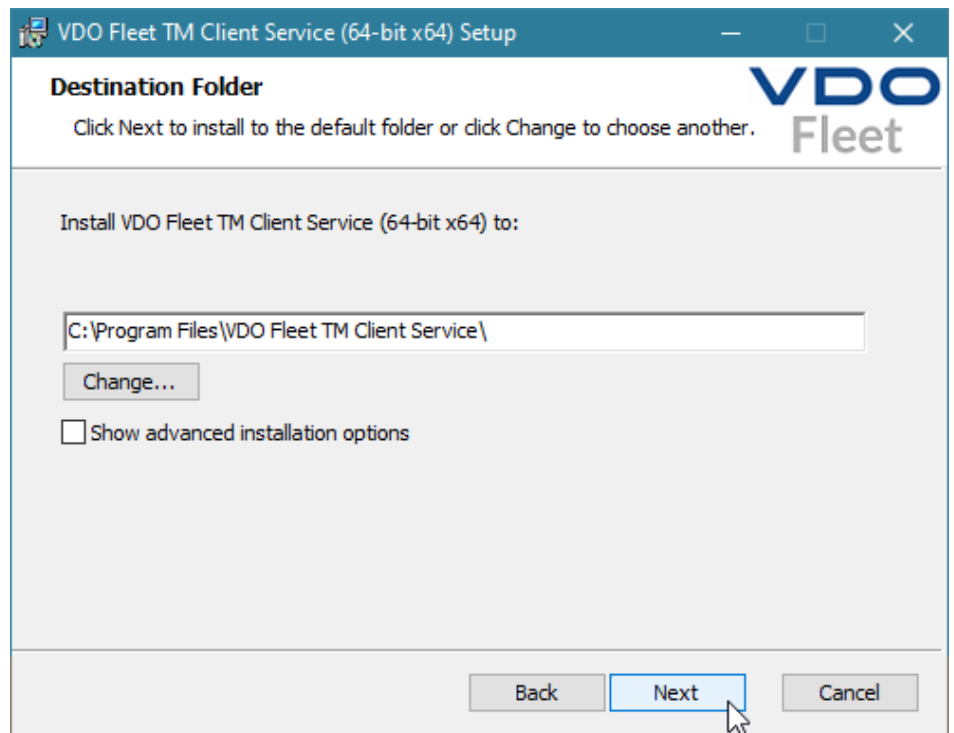 VDO Fleet TM Client Service (64-bit x64) Setup
Destination Folder
Click Next to install to the default folder or click Change to choose another.
VDO
Fleet
Install VDO Fleet TM Client Service (64-bit x64) to:
C:\Program Files\VDO Fleet TM Client Service\
Change...
Show advanced installation options
Back Next Cancel